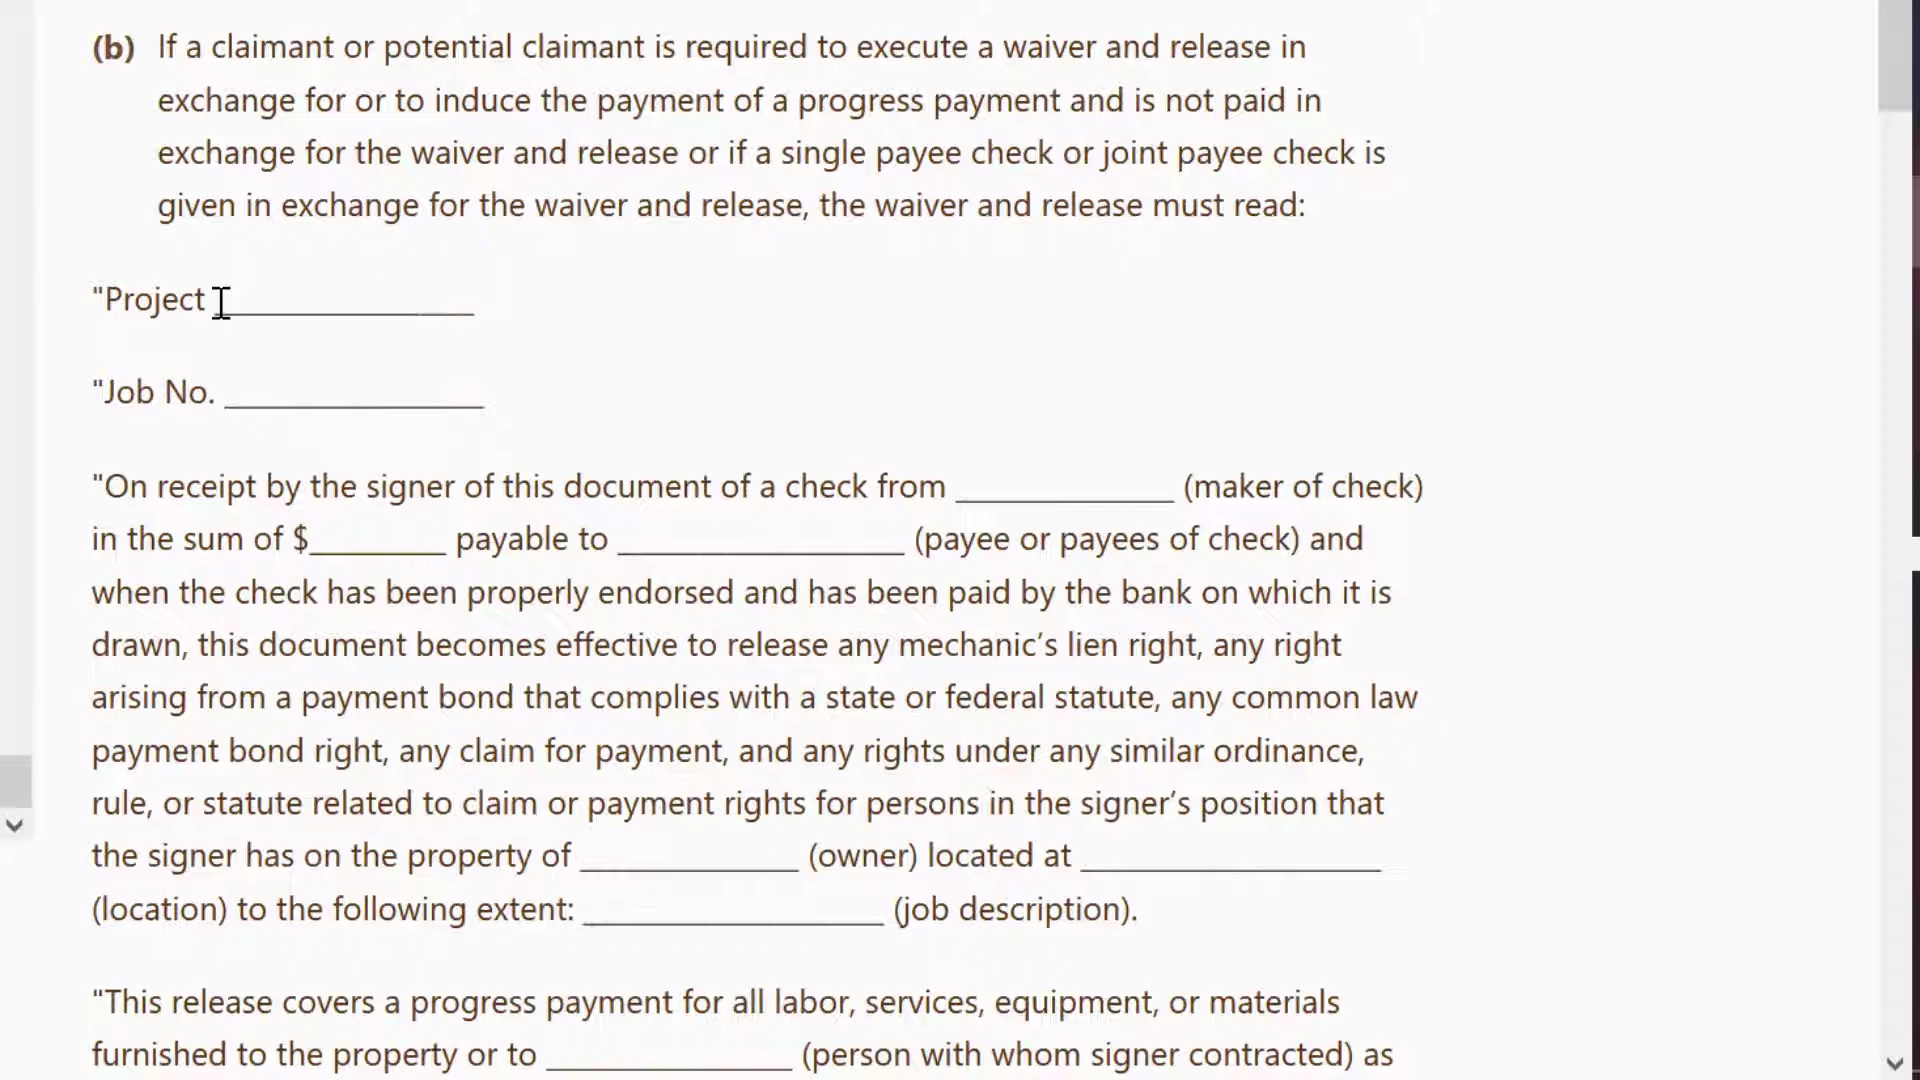 (b) If a claimant or potential claimant is required to execute a waiver and release in
exchange for or to induce the payment of a progress payment and is not paid in
exchange for the waiver and release or if a single payee check or joint payee check is
given in exchange for the waiver and release, the waiver and release must read:
"Project _______________
"Job No. _______________
"On receipt by the signer of this document of a check from ________________ (maker of check)
in the sum of $__________ payable to _____________________ (payee or payees of check) and
when the check has been properly endorsed and has been paid by the bank on which it is
drawn, this document becomes effective to release any mechanic’s lien right, any right
arising from a payment bond that complies with a state or federal statute, any common law
payment bond right, any claim for payment, and any rights under any similar ordinance,
rule, or statute related to claim or payment rights for persons in the signer’s position that
the signer has on the property of ________________ (owner) located at ______________________
(location) to the following extent: ______________________ (job description).
"This release covers a progress payment for all labor, services, equipment, or materials
furnished to the property or to __________________ (person with whom signer contracted) as